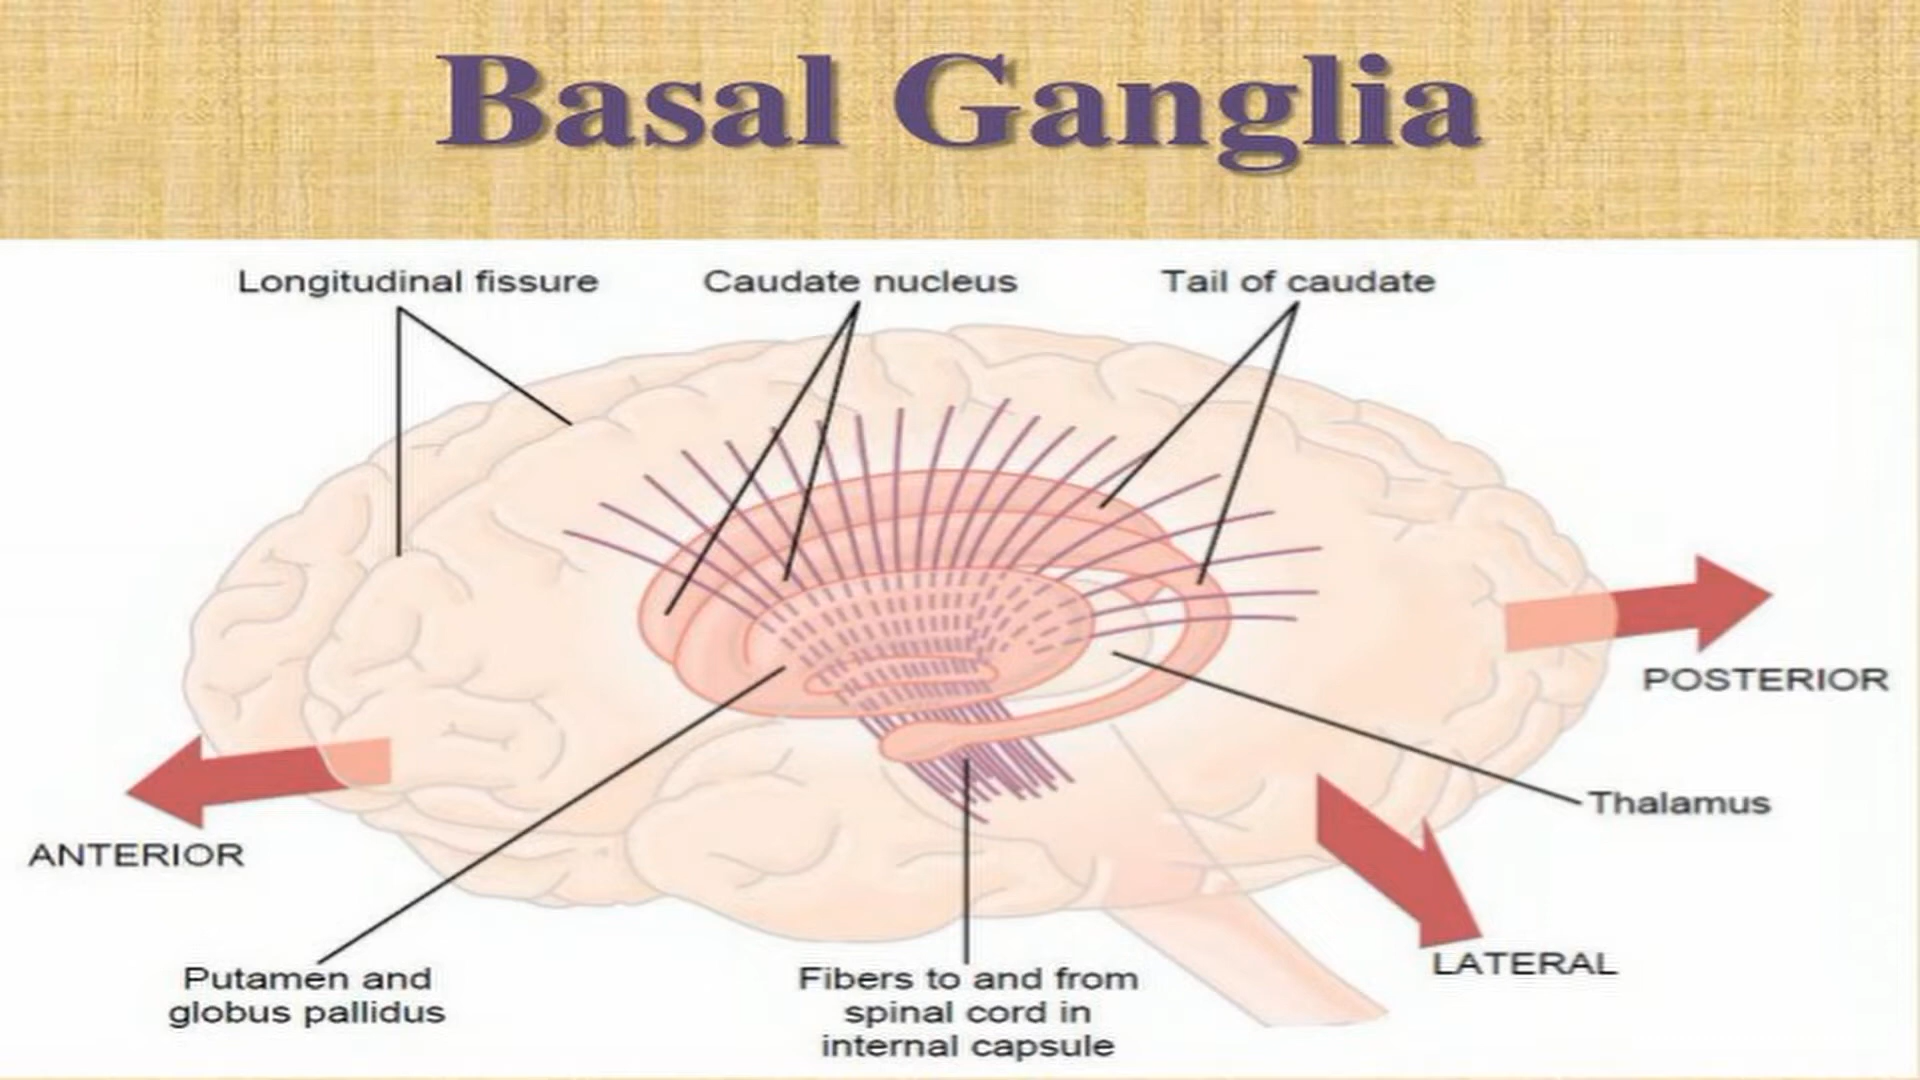 Basal Ganglia
Longitudinal fissure
Caudate nucleus
Tail of caudate
POSTERIOR
Thalamus
ANTERIOR
LATERAL
Putamen and
globus pallidus
Fibers to and from
spinal cord in
internal capsule